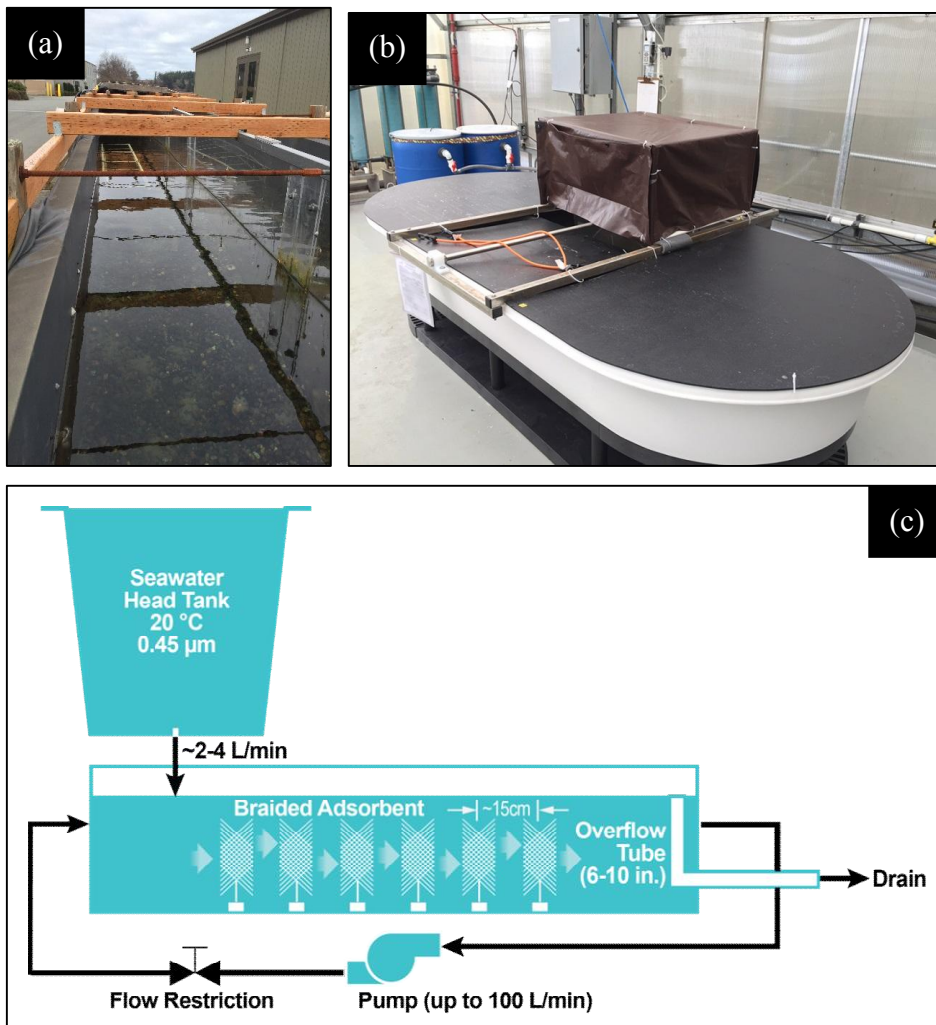 (a)
(b)
(c)
Seawater
Head Tank
20 °C
0.45 µm
~2-4 L/min
Braided Adsorbent
~15cm
Overflow
Tube
(6-10 in.)
Drain
Flow Restriction
Pump (up to 100 L/min)